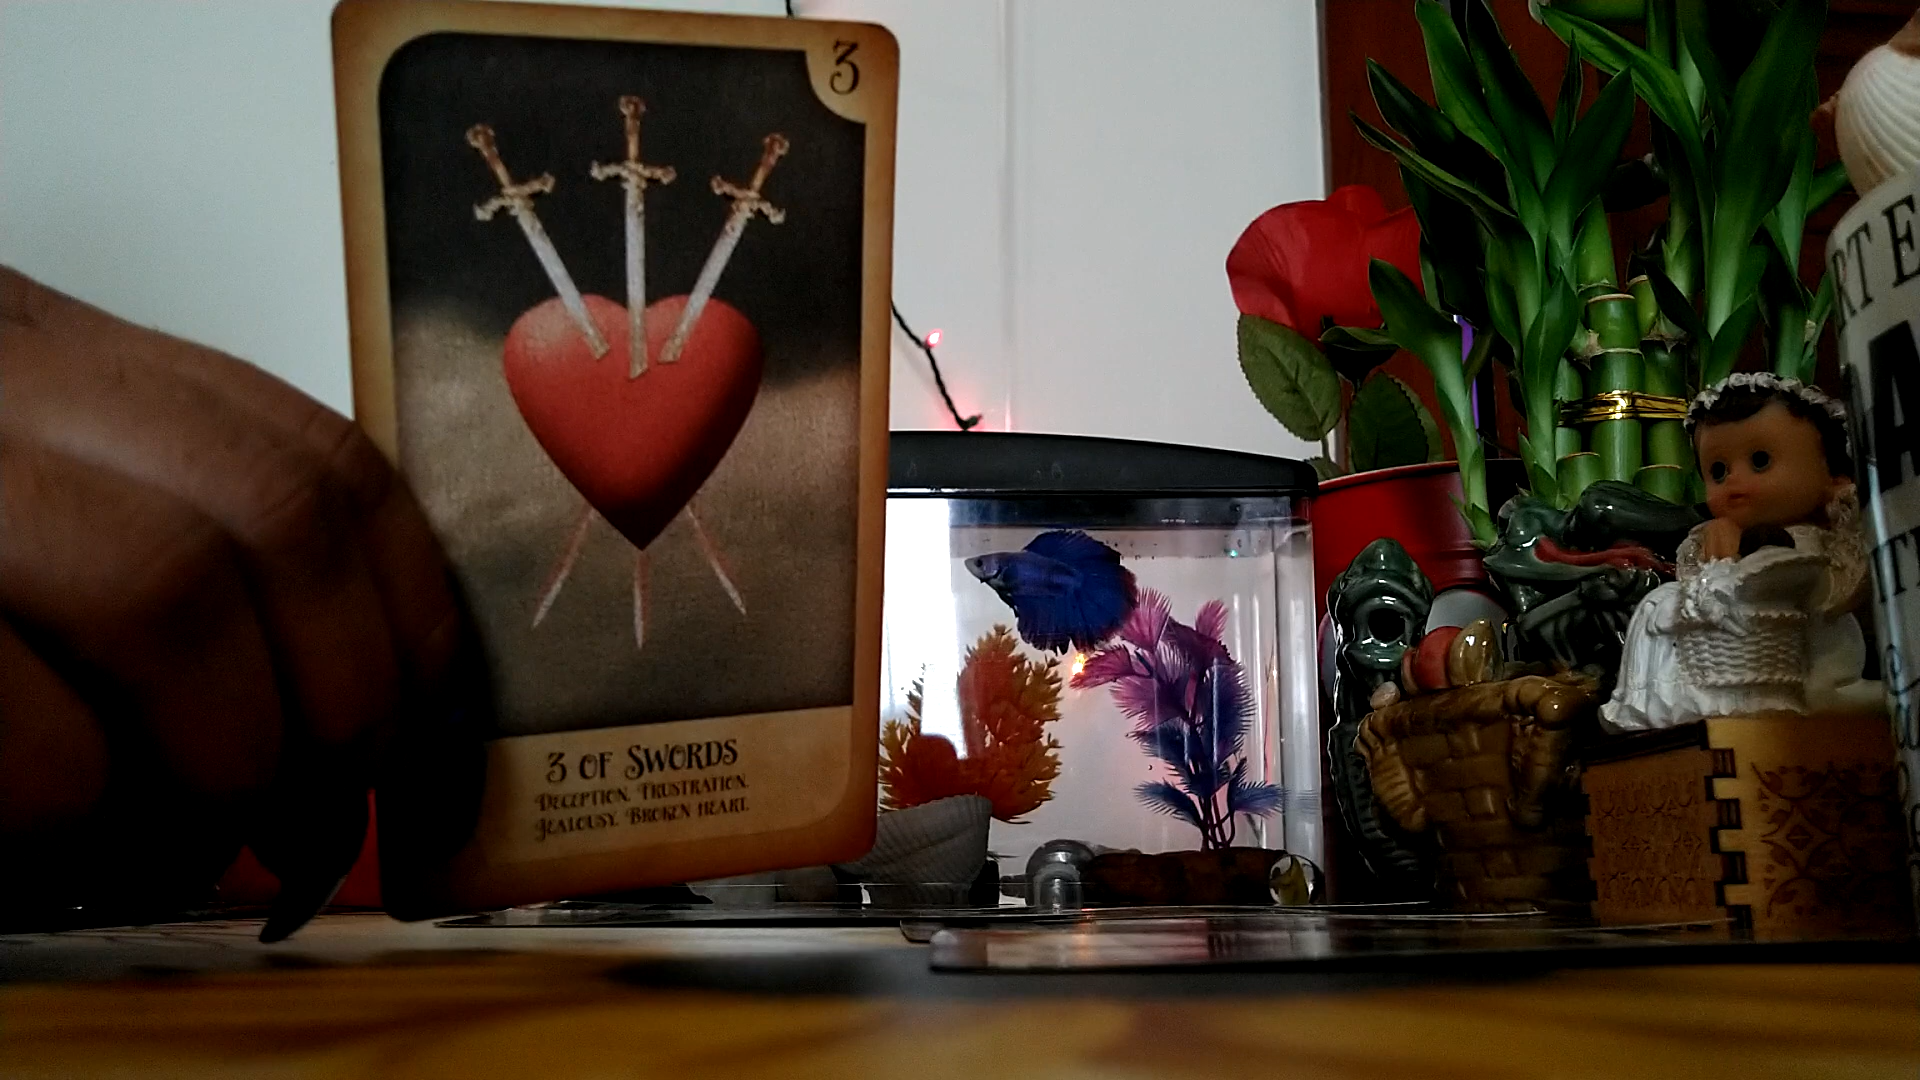 3
3 OF SWORDS
DECEPTION. FRUSTRATION.
JEALOUSY. BROKEN HEART.